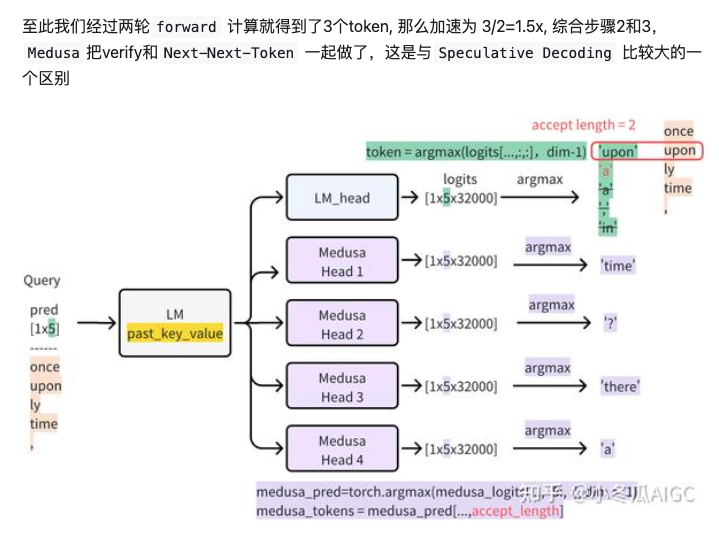 至此我们经过两轮 forward 计算就得到了3个token, 那么加速为 3/2=1.5x, 综合步骤2和3，
Medusa 把verify和 Next-Next-Token 一起做了，这是与 Speculative Decoding 比较大的一
个区别
accept length = 2
once
token = argmax(logits[...,:,:], dim-1)
'upon'
upon
'a'
ly
'a'
time
','
,
'in'
LM_head
logits
[1x5x32000]
argmax
Medusa
Head 1
[1x5x32000]
argmax
'time'
Query
pred
[1x5]
------
once
upon
ly
time
,
LM
past_key_value
Medusa
Head 2
[1x5x32000]
argmax
'?'
Medusa
Head 3
[1x5x32000]
argmax
'there'
Medusa
Head 4
[1x5x32000]
argmax
'a'
medusa_pred=torch.argmax(medusa_logits
medusa_tokens = medusa_pred[...,accept_length]
知乎 @小冬瓜AIGC